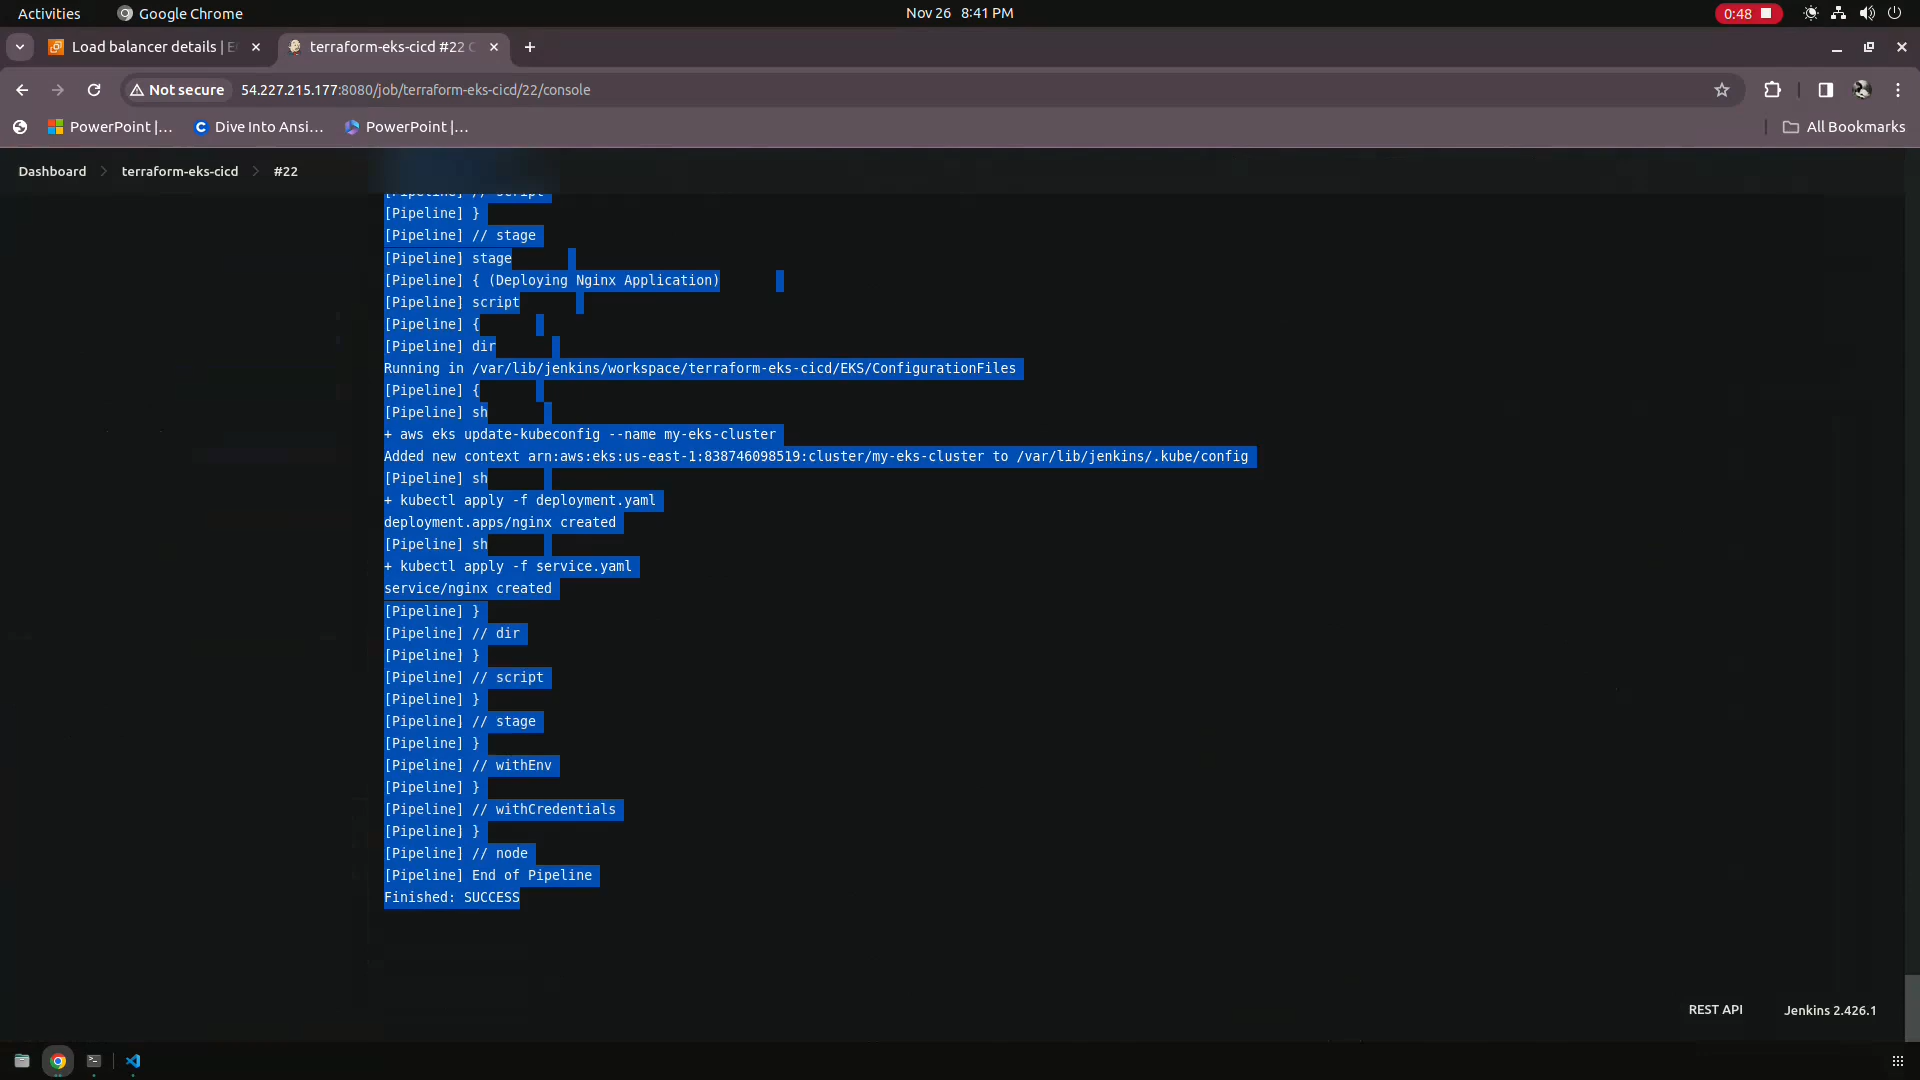 Activities Google Chrome Nov 26 8:41 PM 0:48
Load balancer details | E terraform-eks-cicd #22 C
Not secure 54.227.215.177:8080/job/terraform-eks-cicd/22/console
PowerPoint |... Dive Into Ansi... PowerPoint |... All Bookmarks
Dashboard terraform-eks-cicd #22
[Pipeline] // script
[Pipeline] }
[Pipeline] // stage
[Pipeline] stage
[Pipeline] { (Deploying Nginx Application)
[Pipeline] script
[Pipeline] {
[Pipeline] dir
Running in /var/lib/jenkins/workspace/terraform-eks-cicd/EKS/ConfigurationFiles
[Pipeline] {
[Pipeline] sh
+ aws eks update-kubeconfig --name my-eks-cluster
Added new context arn:aws:eks:us-east-1:838746098519:cluster/my-eks-cluster to /var/lib/jenkins/.kube/config
[Pipeline] sh
+ kubectl apply -f deployment.yaml
deployment.apps/nginx created
[Pipeline] sh
+ kubectl apply -f service.yaml
service/nginx created
[Pipeline] }
[Pipeline] // dir
[Pipeline] }
[Pipeline] // script
[Pipeline] }
[Pipeline] // stage
[Pipeline] }
[Pipeline] // withEnv
[Pipeline] }
[Pipeline] // withCredentials
[Pipeline] }
[Pipeline] // node
[Pipeline] End of Pipeline
Finished: SUCCESS
REST API Jenkins 2.426.1